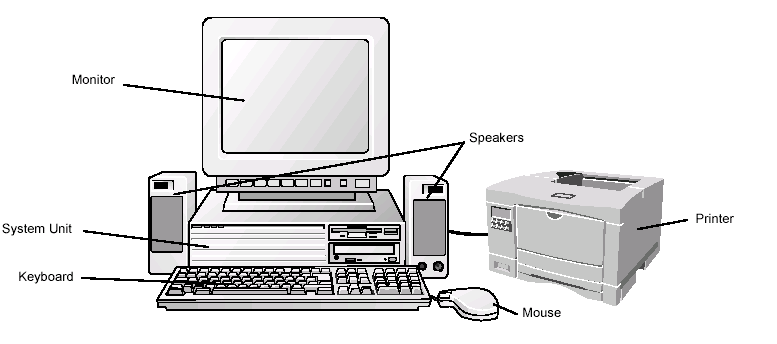 Monitor
Speakers
Printer
System Unit
Keyboard
Mouse